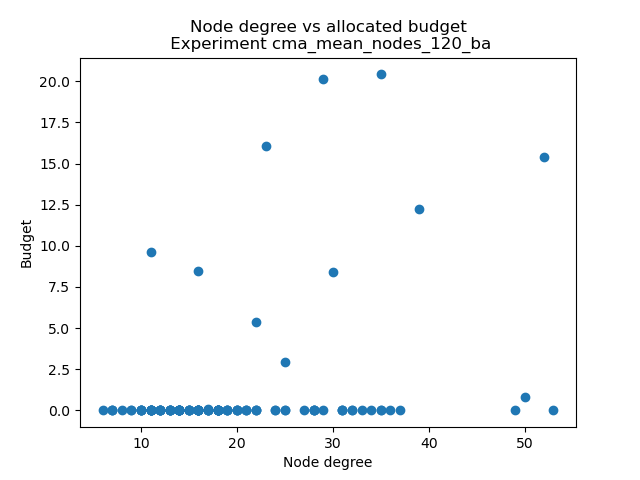 Node degree vs allocated budget
Experiment cma_mean_nodes_120_ba
20.0
17.5
15.0
12.5
10.0
7.5
5.0
2.5
0.0
Budget
10 20 30 40 50
Node degree